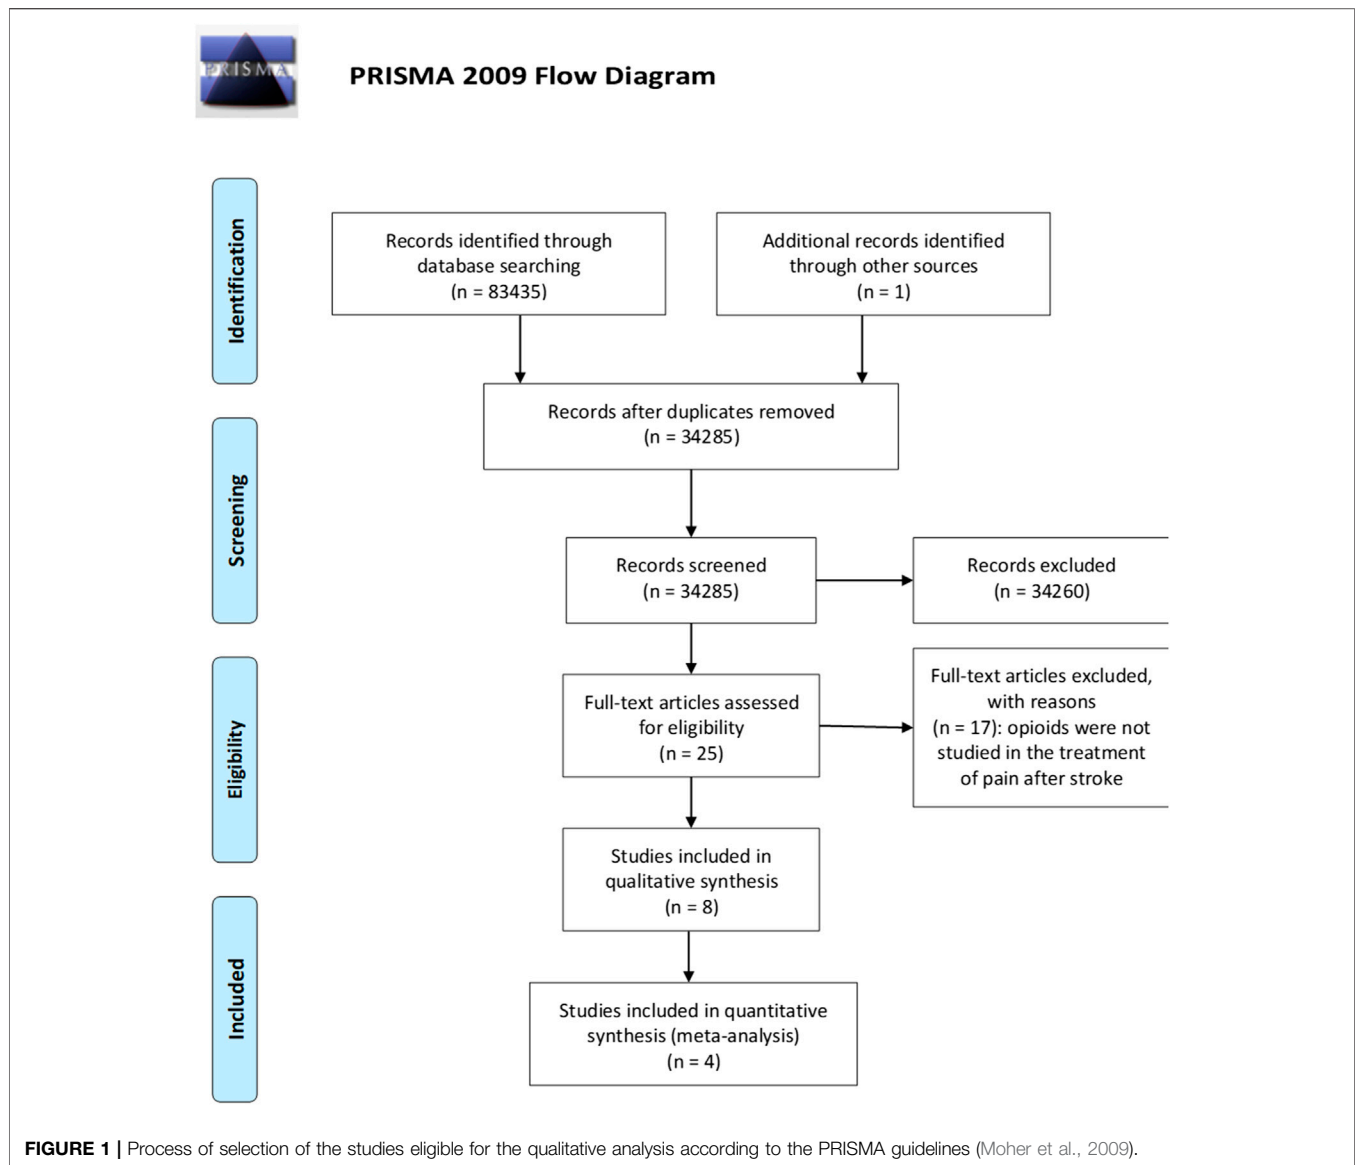 PRISMA
PRISMA 2009 Flow Diagram
Identification
Records identified through
database searching
(n = 83435)
Additional records identified
through other sources
(n = 1)
Records after duplicates removed
(n = 34285)
Screening
Records screened
(n = 34285)
Records excluded
(n = 34260)
Eligibility
Full-text articles assessed
for eligibility
(n = 25)
Full-text articles excluded,
with reasons
(n = 17): opioids were not
studied in the treatment
of pain after stroke
Studies included in
qualitative synthesis
(n = 8)
Included
Studies included in quantitative
synthesis (meta-analysis)
(n = 4)
FIGURE 1 | Process of selection of the studies eligible for the qualitative analysis according to the PRISMA guidelines (Moher et al., 2009).